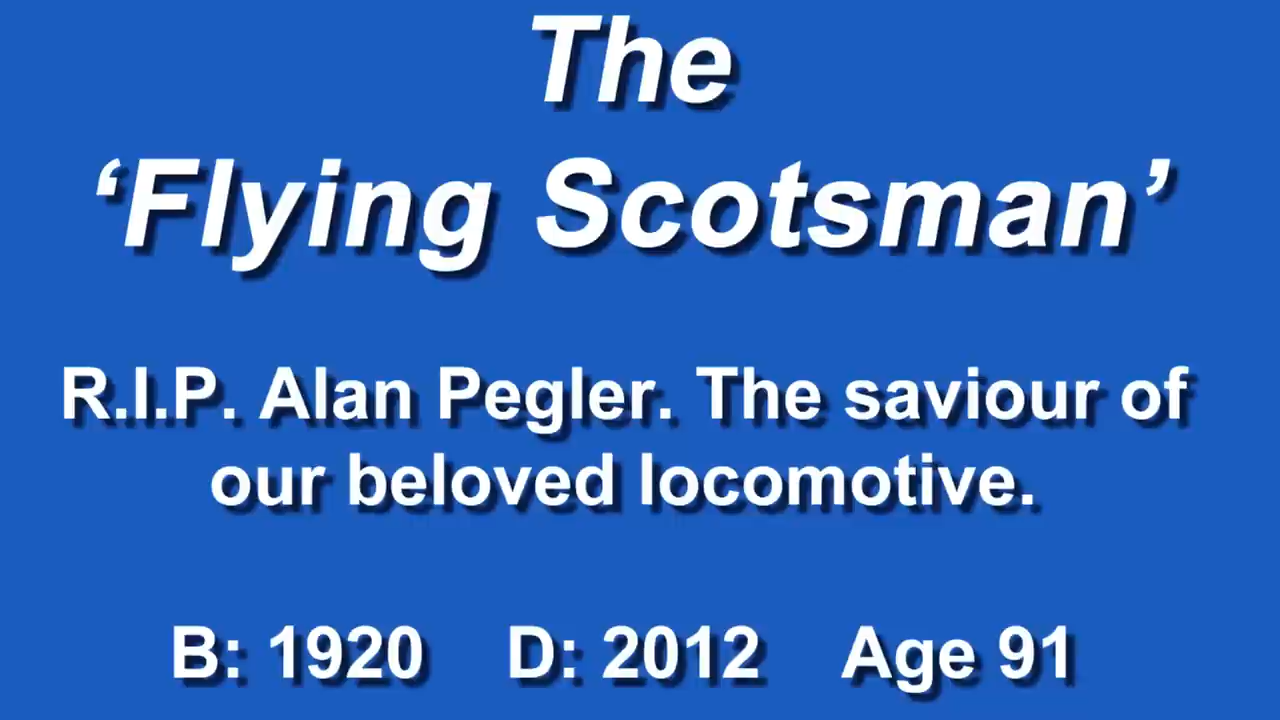 The
‘Flying Scotsman’
R.I.P. Alan Pegler. The saviour of
our beloved locomotive.
B: 1920 D: 2012 Age 91